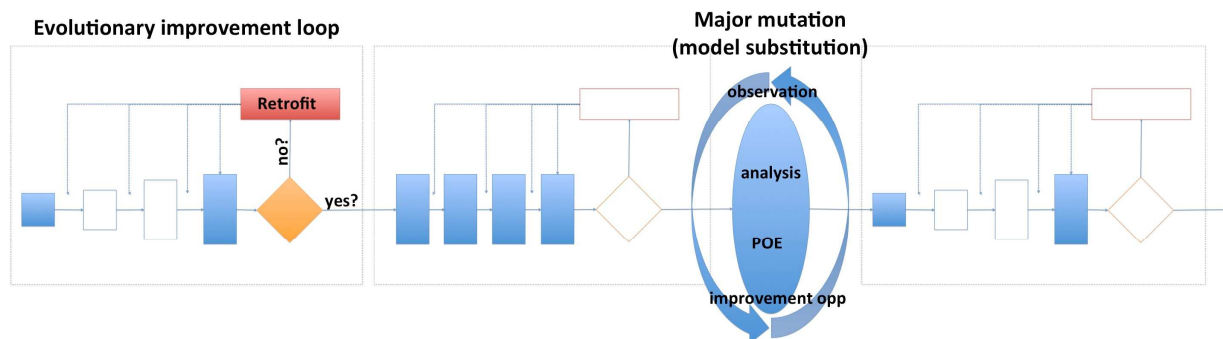 Evolutionary improvement loop
Major mutation
(model substitution)
Retrofit
observation
no?
analysis
yes?
POE
improvement opp